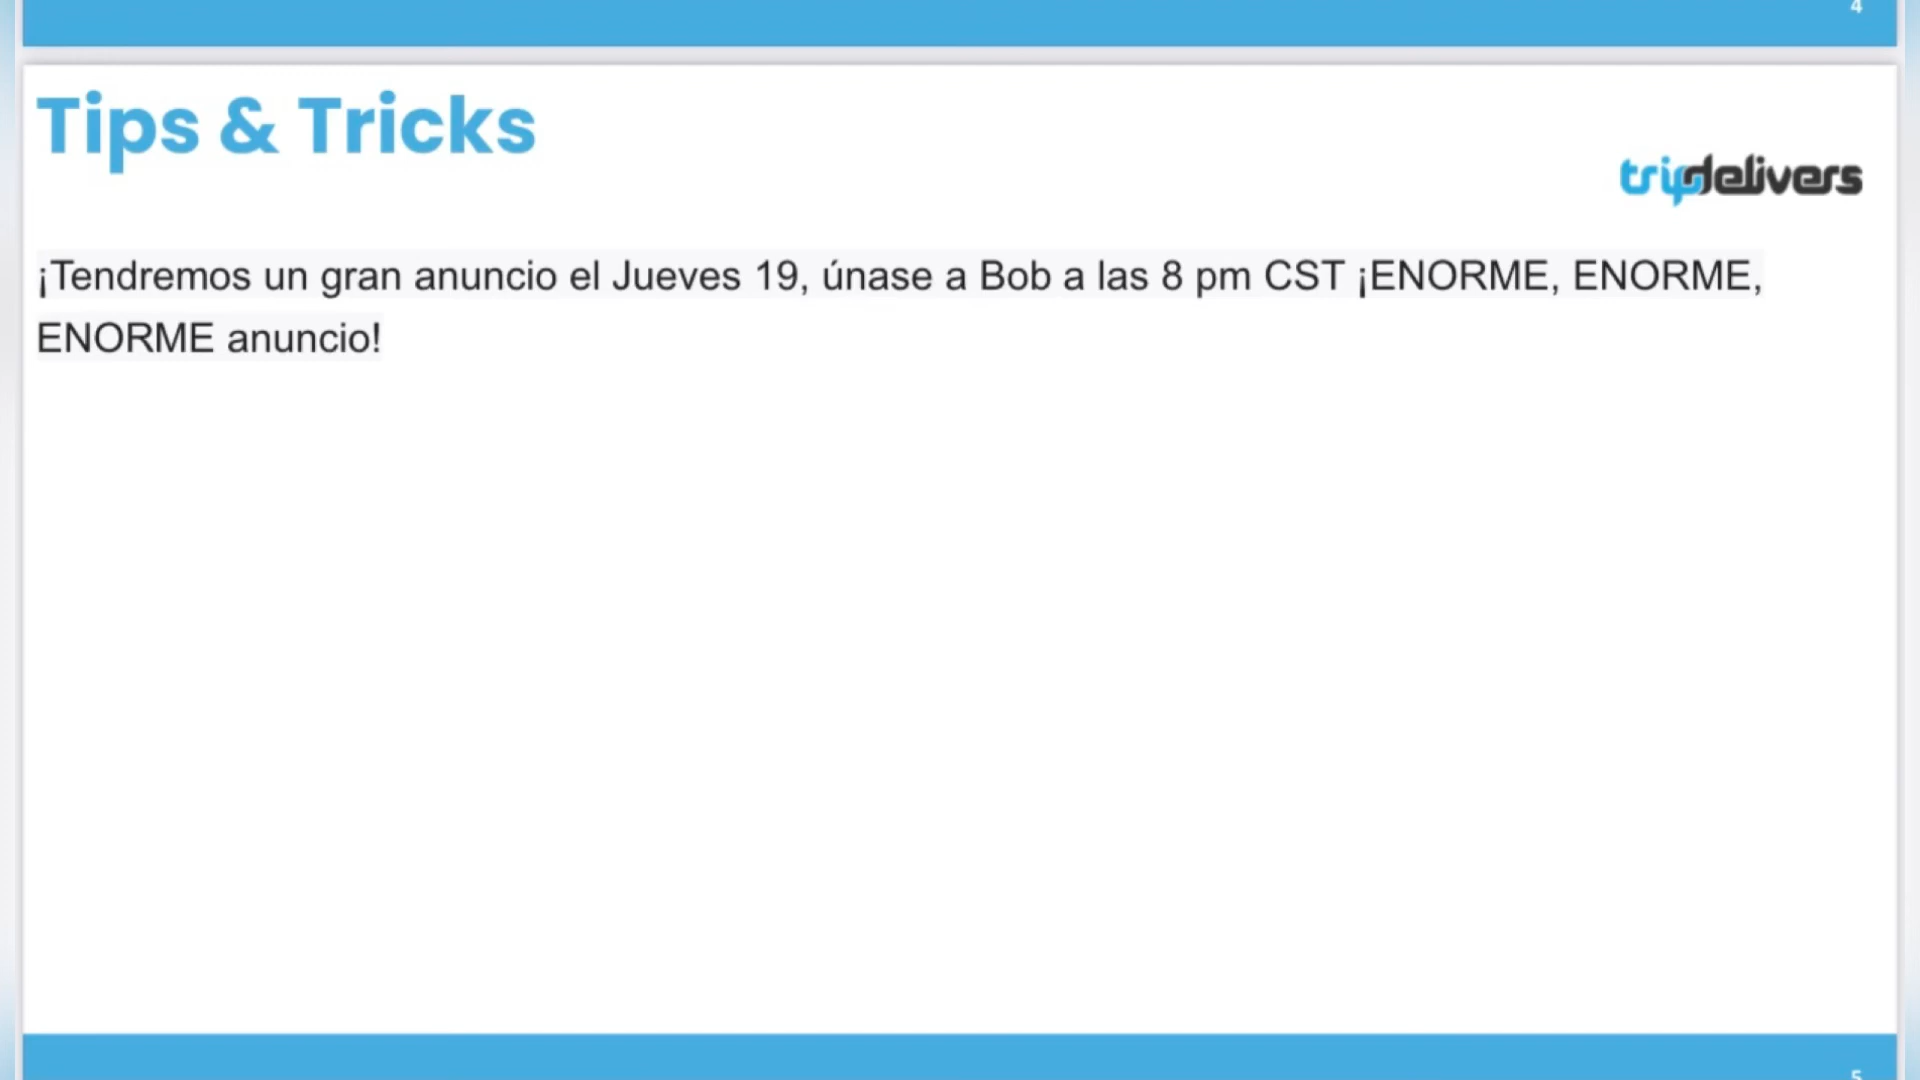 4
Tips & Tricks
tripdelivers
¡Tendremos un gran anuncio el Jueves 19, únase a Bob a las 8 pm CST ¡ENORME, ENORME,
ENORME anuncio!
5